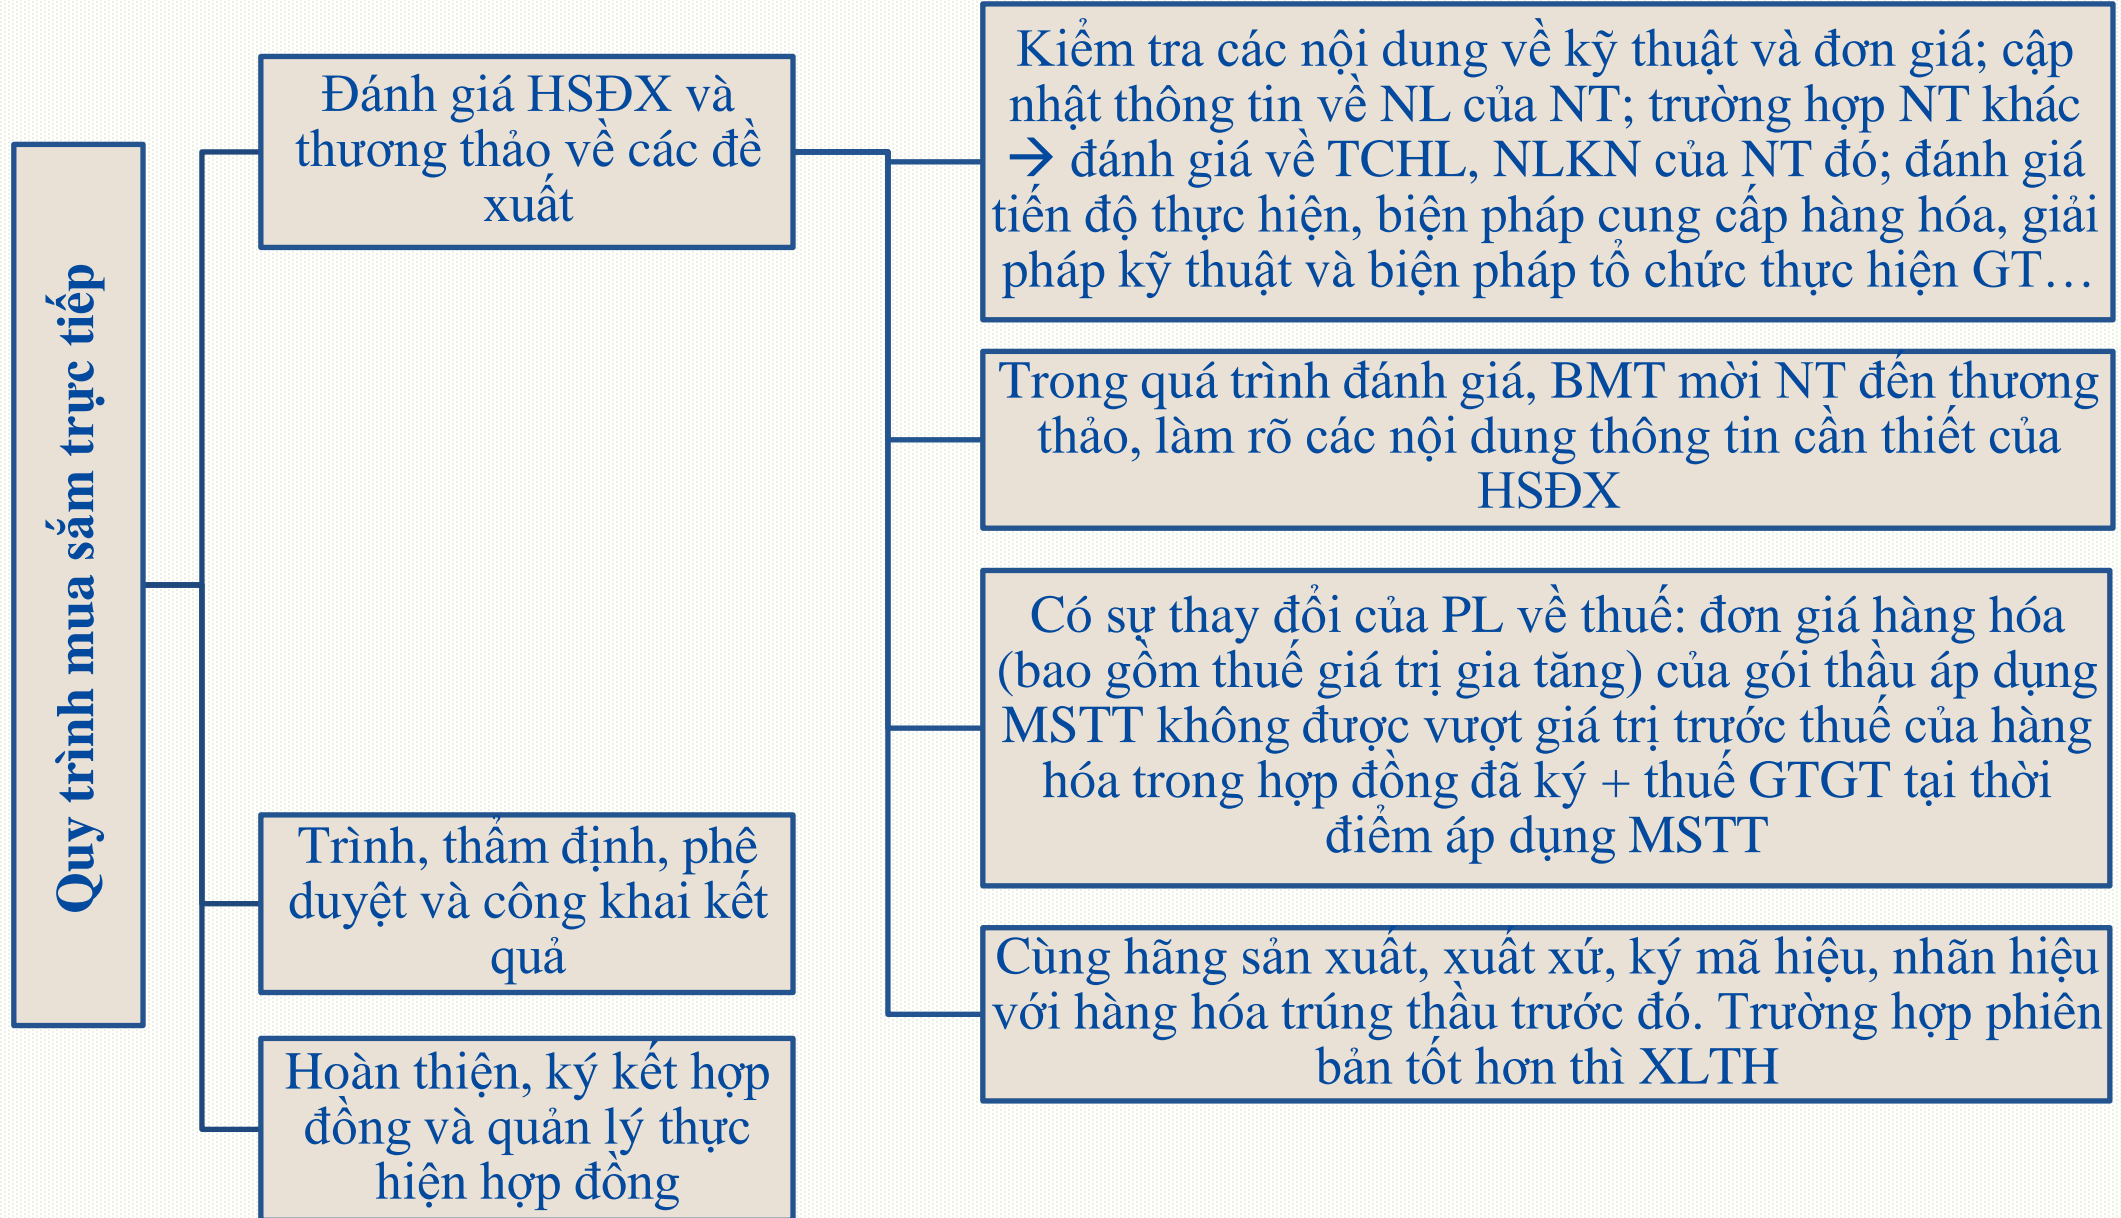 Quy trình mua sắm trực tiếp
Đánh giá HSĐX và
thương thảo về các đề
xuất
Kiểm tra các nội dung về kỹ thuật và đơn giá; cập
nhật thông tin về NL của NT; trường hợp NT khác
→ đánh giá về TCHL, NLKN của NT đó; đánh giá
tiến độ thực hiện, biện pháp cung cấp hàng hóa, giải
pháp kỹ thuật và biện pháp tổ chức thực hiện GT…
Trong quá trình đánh giá, BMT mời NT đến thương
thảo, làm rõ các nội dung thông tin cần thiết của
HSĐX
Có sự thay đổi của PL về thuế: đơn giá hàng hóa
(bao gồm thuế giá trị gia tăng) của gói thầu áp dụng
MSTT không được vượt giá trị trước thuế của hàng
hóa trong hợp đồng đã ký + thuế GTGT tại thời
điểm áp dụng MSTT
Cùng hãng sản xuất, xuất xứ, ký mã hiệu, nhãn hiệu
với hàng hóa trúng thầu trước đó. Trường hợp phiên
bản tốt hơn thì XLTH
Trình, thẩm định, phê
duyệt và công khai kết
quả
Hoàn thiện, ký kết hợp
đồng và quản lý thực
hiện hợp đồng